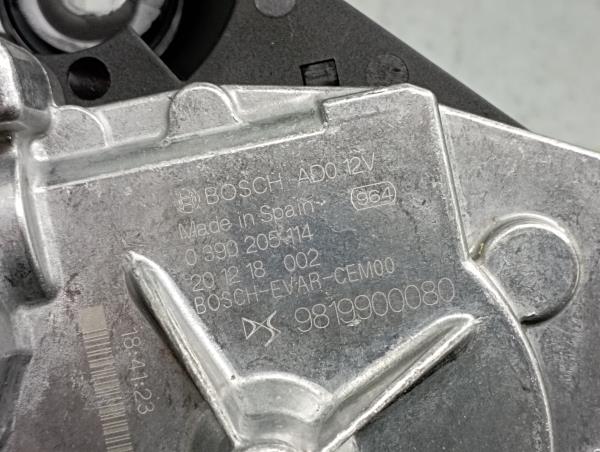 BOSCH AD0 12V
Made in Spain 964
0 390 205 114
20 12 18 002
BOSCH-EVAR-CEM00
DS 9819900080
18:41:23